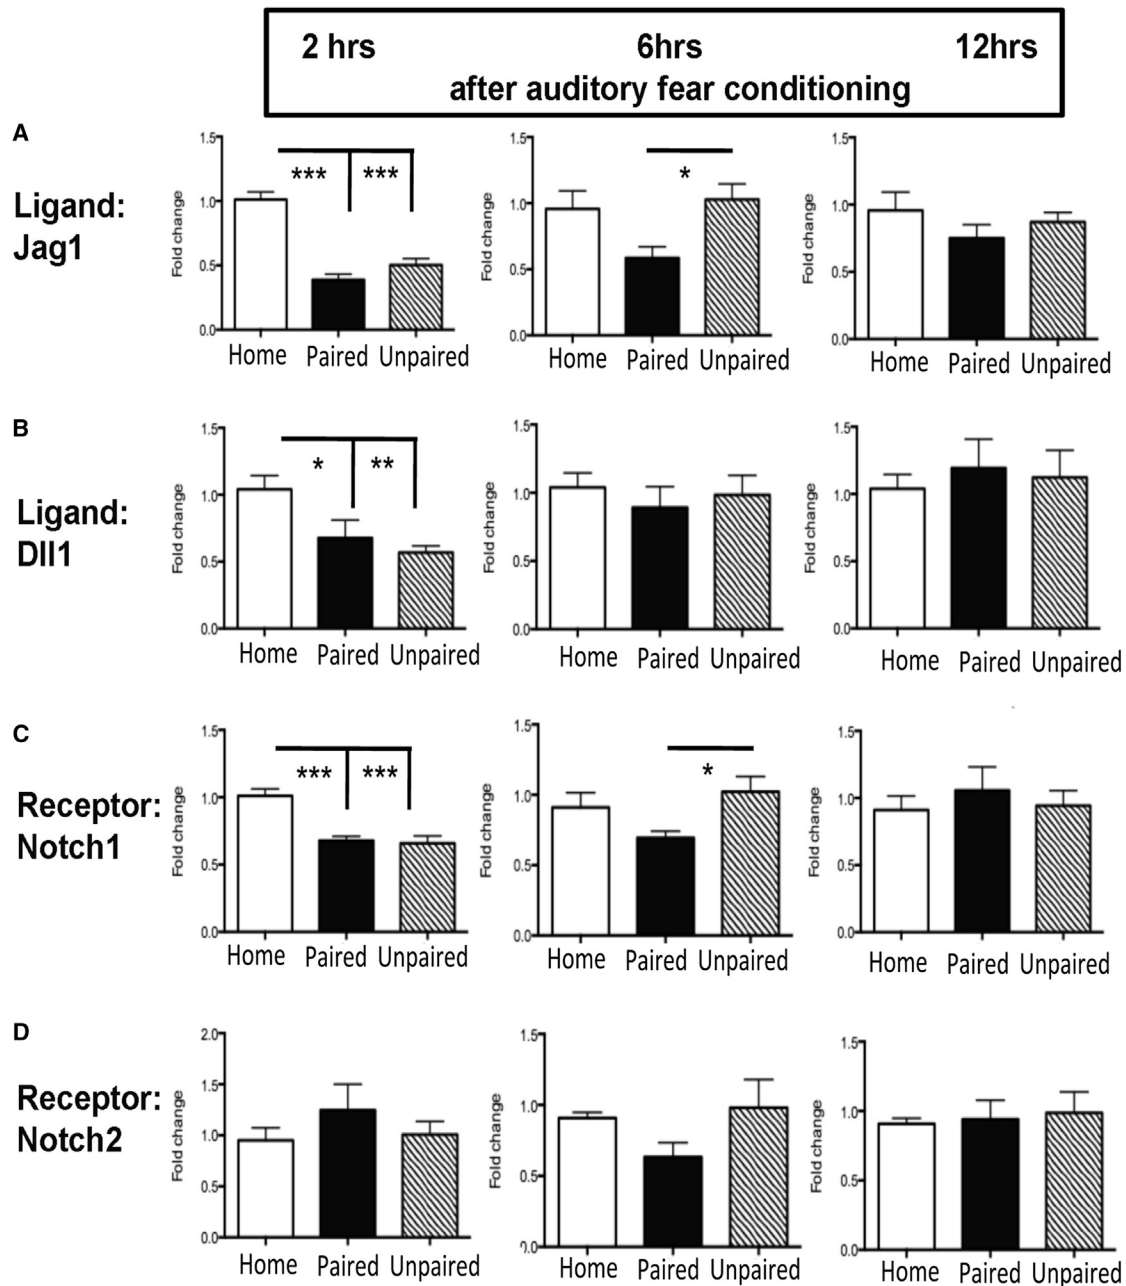 2 hrs 6hrs 12hrs
after auditory fear conditioning
A
Ligand:
Jag1
Fold change
1.5
1.0
0.5
0.0
*** ***
Home Paired Unpaired
Fold change
1.5
1.0
0.5
0.0
*
Home Paired Unpaired
Fold change
1.5
1.0
0.5
0.0
Home Paired Unpaired
B
Ligand:
Dll1
Fold change
1.5
1.0
0.5
0.0
* **
Home Paired Unpaired
Fold change
1.5
1.0
0.5
0.0
Home Paired Unpaired
Fold change
1.5
1.0
0.5
0.0
Home Paired Unpaired
C
Receptor:
Notch1
Fold change
1.5
1.0
0.5
0.0
*** ***
Home Paired Unpaired
Fold change
1.5
1.0
0.5
0.0
*
Home Paired Unpaired
Fold change
1.5
1.0
0.5
0.0
Home Paired Unpaired
D
Receptor:
Notch2
Fold change
2.0
1.5
1.0
0.5
0.0
Home Paired Unpaired
Fold change
1.5
1.0
0.5
0.0
Home Paired Unpaired
Fold change
1.5
1.0
0.5
0.0
Home Paired Unpaired